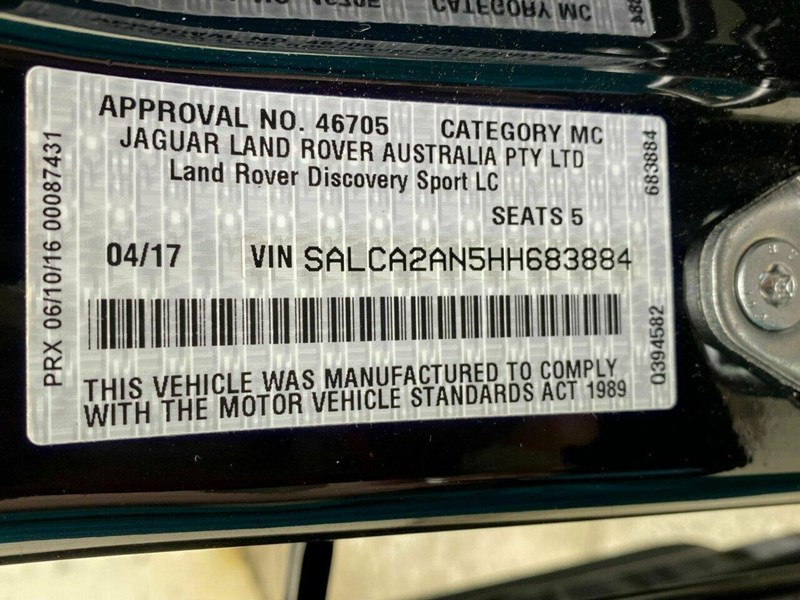 APPROVAL NO. 46705 CATEGORY MC
JAGUAR LAND ROVER AUSTRALIA PTY LTD
Land Rover Discovery Sport LC
SEATS 5
04/17 VIN SALCA2AN5HH683884
THIS VEHICLE WAS MANUFACTURED TO COMPLY
WITH THE MOTOR VEHICLE STANDARDS ACT 1989
PRX 06/10/16 00087431
683884
0394582